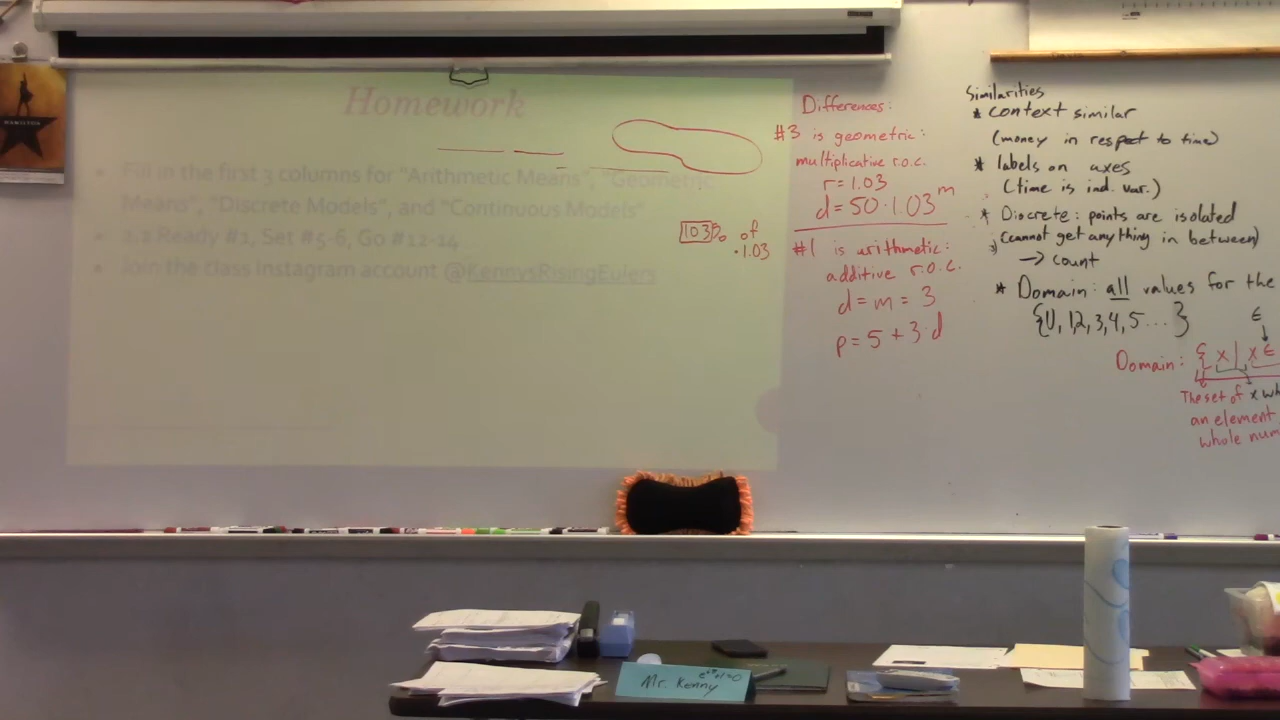 HAMILTON
Homework
Fill in the first 3 columns for "Arithmetic Means", "Geometric
Means", "Discrete Models", and "Continuous Models"
2.2 Ready #1, Set #5-6, Go #12-14
Join the class Instagram account @KennysRisingEulers
103% of
·1.03
Differences:
#3 is geometric:
multiplicative r.o.c.
r = 1.03
d = 50·1.03^m
#1 is arithmetic:
additive r.o.c.
d = m = 3
p = 5 + 3·d
Similarities
* context similar
(money in respect to time)
* labels on axes
(time is ind. var.)
* Discrete: points are isolated
(cannot get anything in between)
→ count
* Domain: all values for the
{0, 1,2,3,4,5...}
∈
Domain: { x | x ∈
The set of x wh
an element
whole num
Mr. Kenny